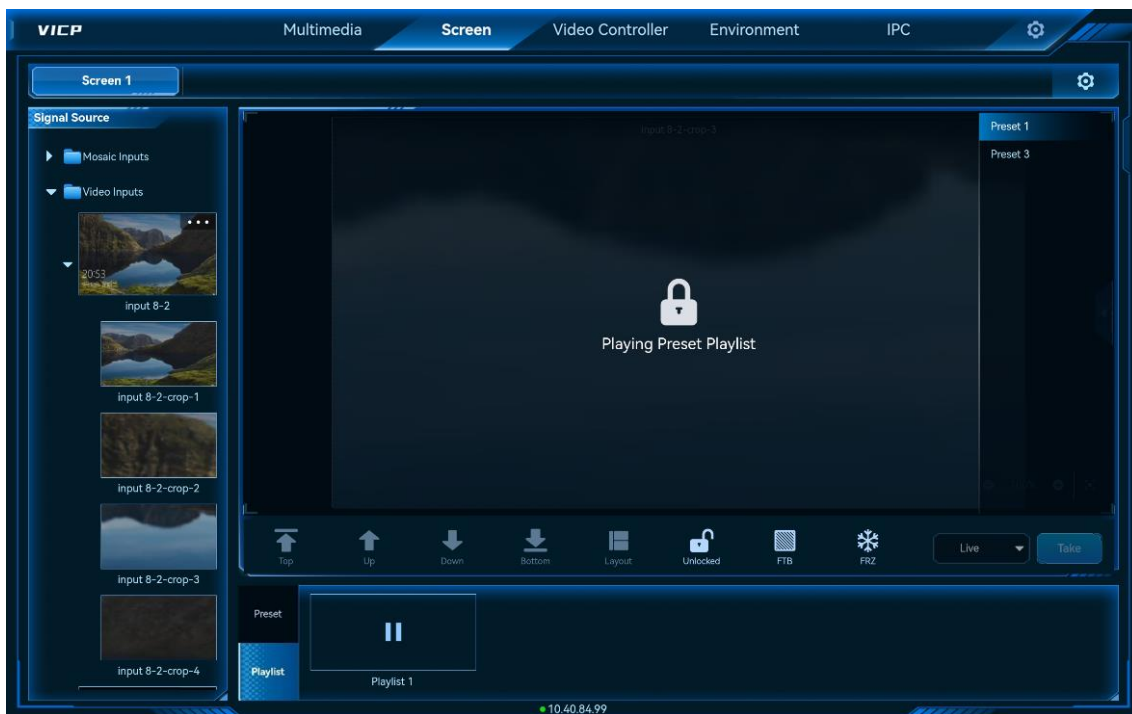 VICP
Multimedia
Screen
Video Controller
Environment
IPC
Screen 1
Signal Source
Mosaic Inputs
Video Inputs
20:53
input 8-2
input 8-2-crop-1
input 8-2-crop-2
input 8-2-crop-3
input 8-2-crop-4
input 8-2-crop-3
Preset 1
Preset 3
Playing Preset Playlist
Top
Up
Down
Bottom
Layout
Unlocked
FTB
FRZ
Live
Take
Preset
Playlist
Playlist 1
10.40.84.99